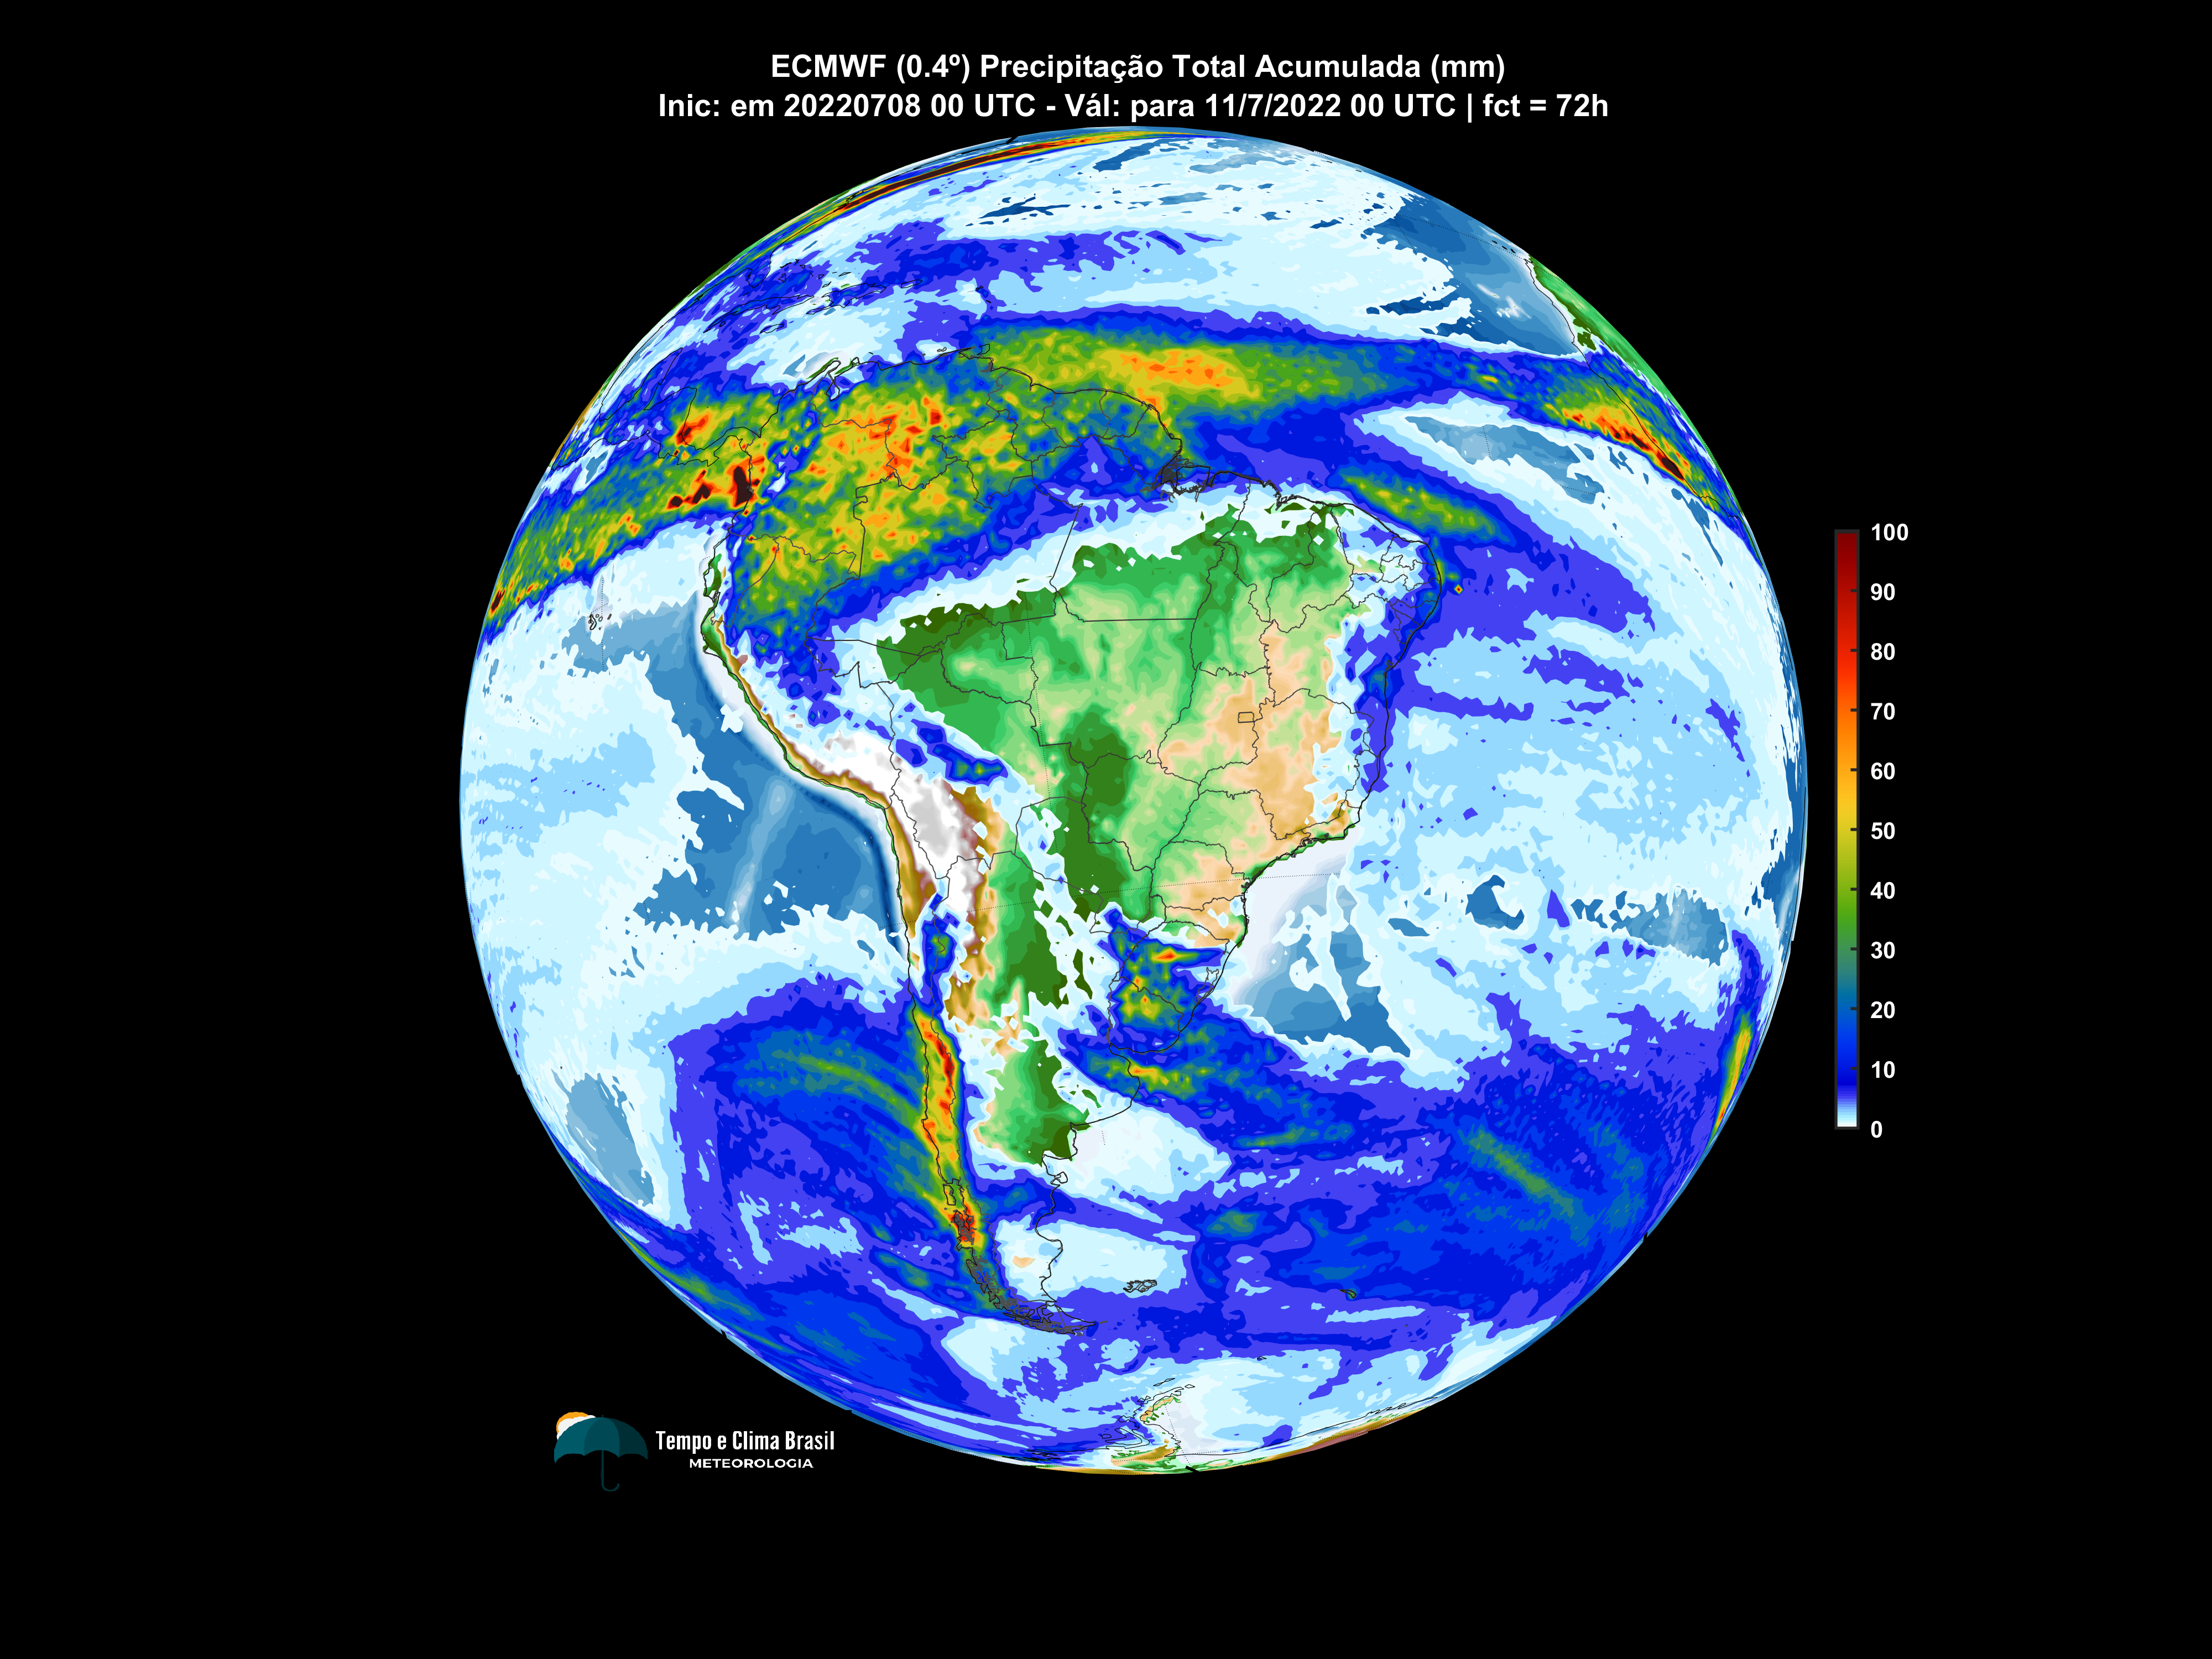 ECMWF (0.4º) Precipitação Total Acumulada (mm)
Inic: em 20220708 00 UTC - Vál: para 11/7/2022 00 UTC | fct = 72h
100
90
80
70
60
50
40
30
20
10
0
Tempo e Clima Brasil
METEOROLOGIA